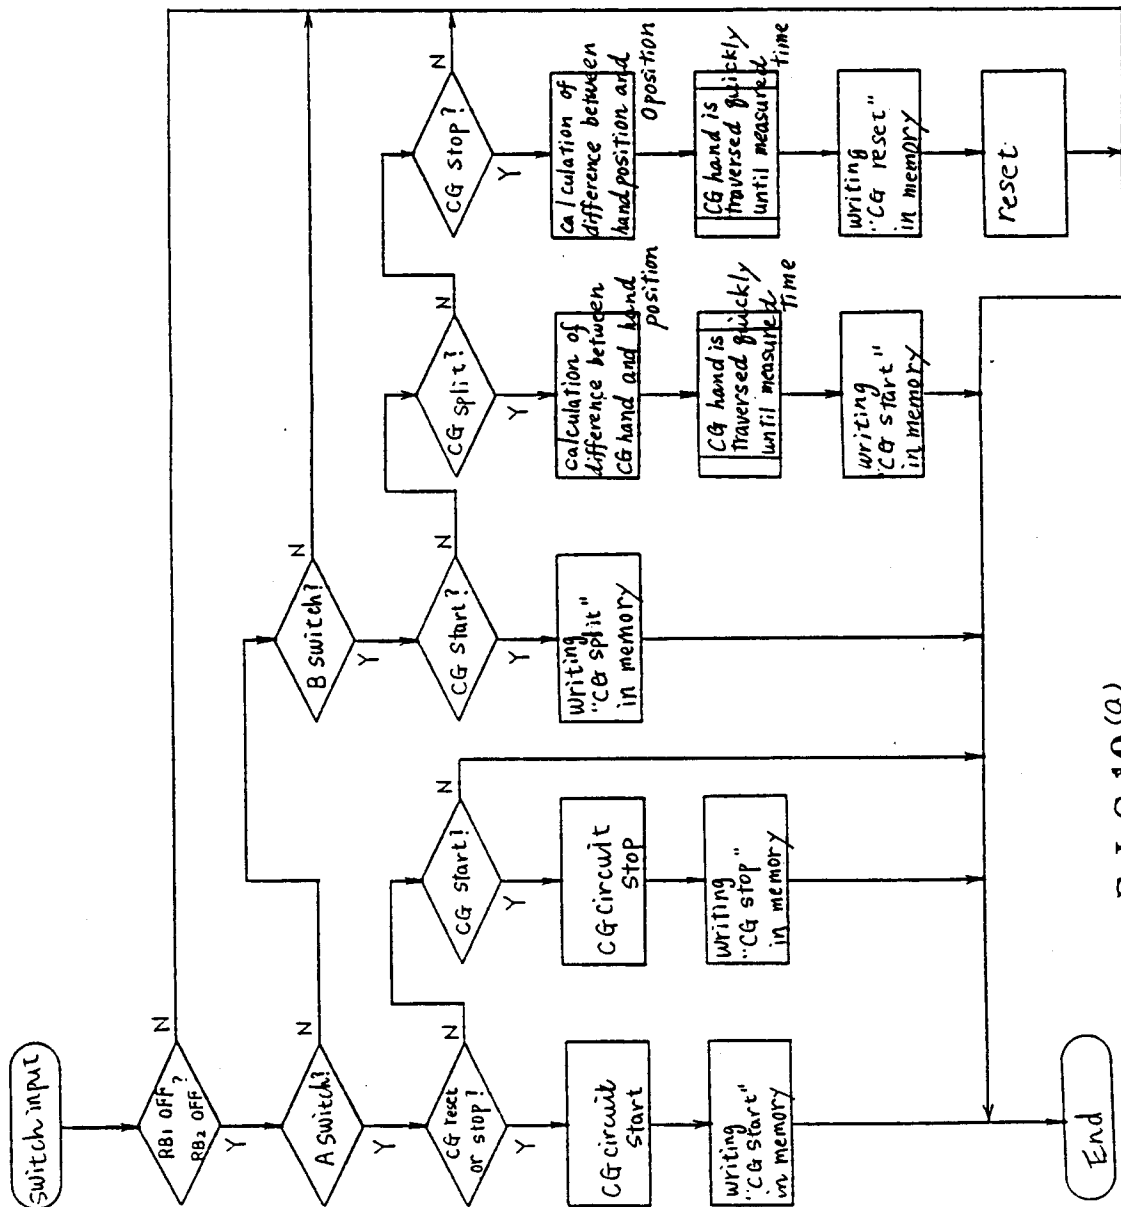 Switch input
RB1 OFF
RB2 OFF?
N
Y
A switch?
N
Y
CG reset
or stop?
N
Y
CG circuit
start
writing
"CG start"
in memory
End
CG start?
N
Y
CG circuit
stop
writing
"CG stop"
in memory
B switch?
N
Y
CG start?
N
Y
writing
"CG split"
in memory
CG split?
N
Y
calculation of
difference between
CG hand and hand
position
CG hand is
traversed quickly
until measured
time
writing
"CG start"
in memory
CG stop?
N
Y
calculation of
difference between
hand position and
0 position
CG hand is
traversed quickly
until measured
time
writing
"CG reset"
in memory
reset
FIG. 10(a)